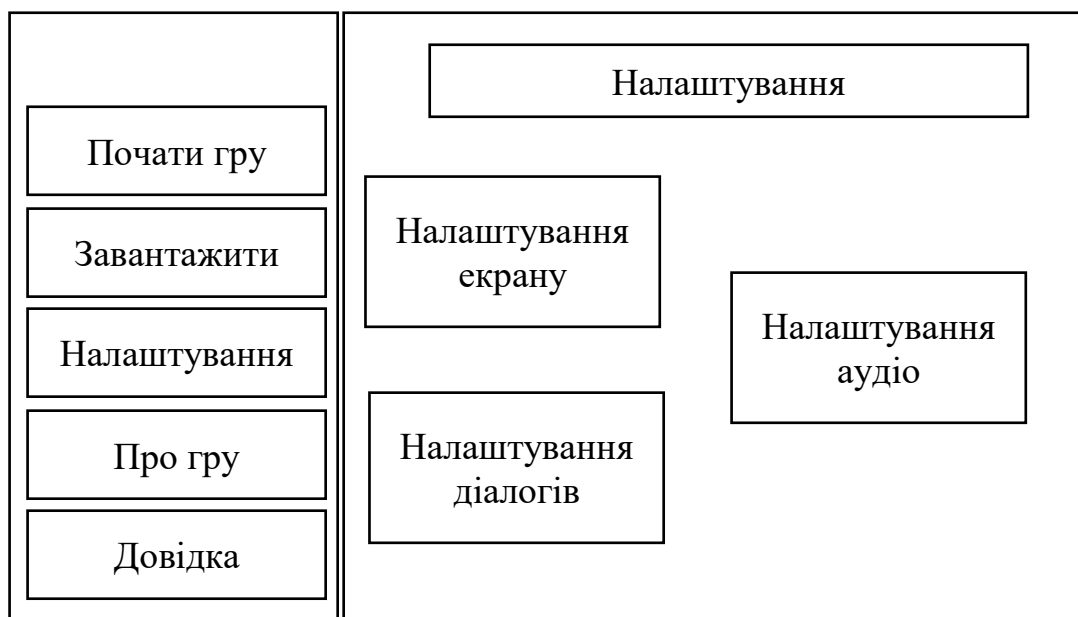 Почати гру
Завантажити
Налаштування
Про гру
Довідка
Налаштування
Налаштування
екрану
Налаштування
діалогів
Налаштування
аудіо